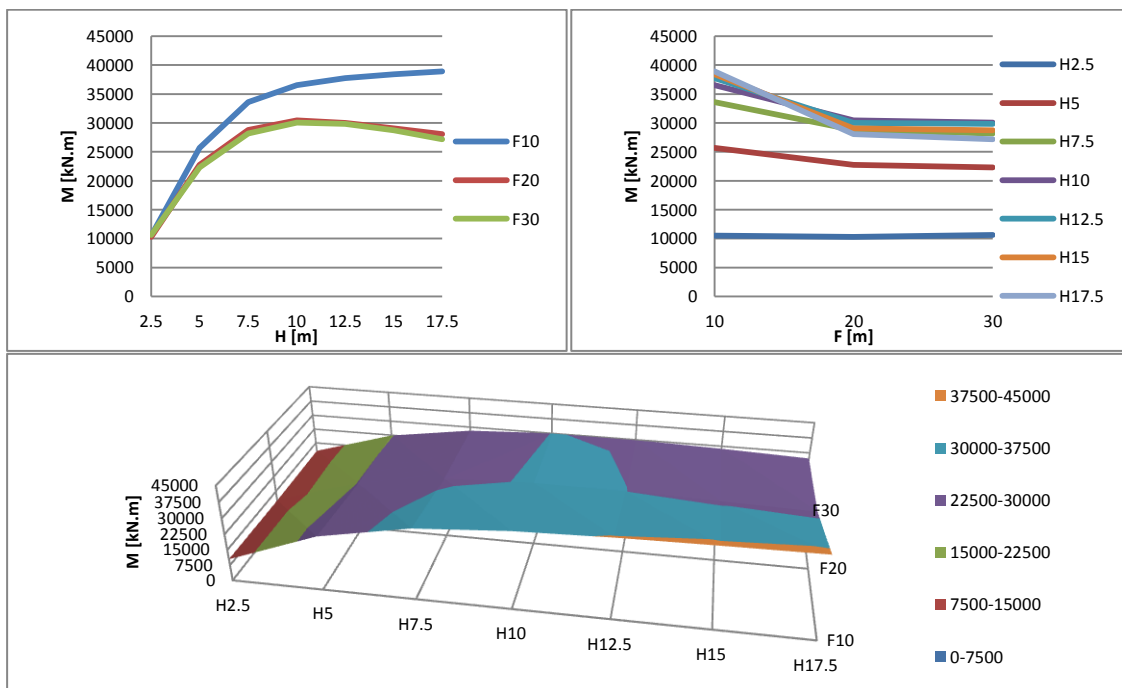 45000
40000
35000
30000
25000
20000
15000
10000
5000
0
M [kN.m]
2.5 5 7.5 10 12.5 15 17.5
H [m]
F10
F20
F30
45000
40000
35000
30000
25000
20000
15000
10000
5000
0
M [kN.m]
10 20 30
F [m]
H2.5
H5
H7.5
H10
H12.5
H15
H17.5
45000
37500
30000
22500
15000
7500
0
M [kN.m]
H2.5
H5
H7.5
H10
H12.5
H15
H17.5
F30
F20
F10
37500-45000
30000-37500
22500-30000
15000-22500
7500-15000
0-7500